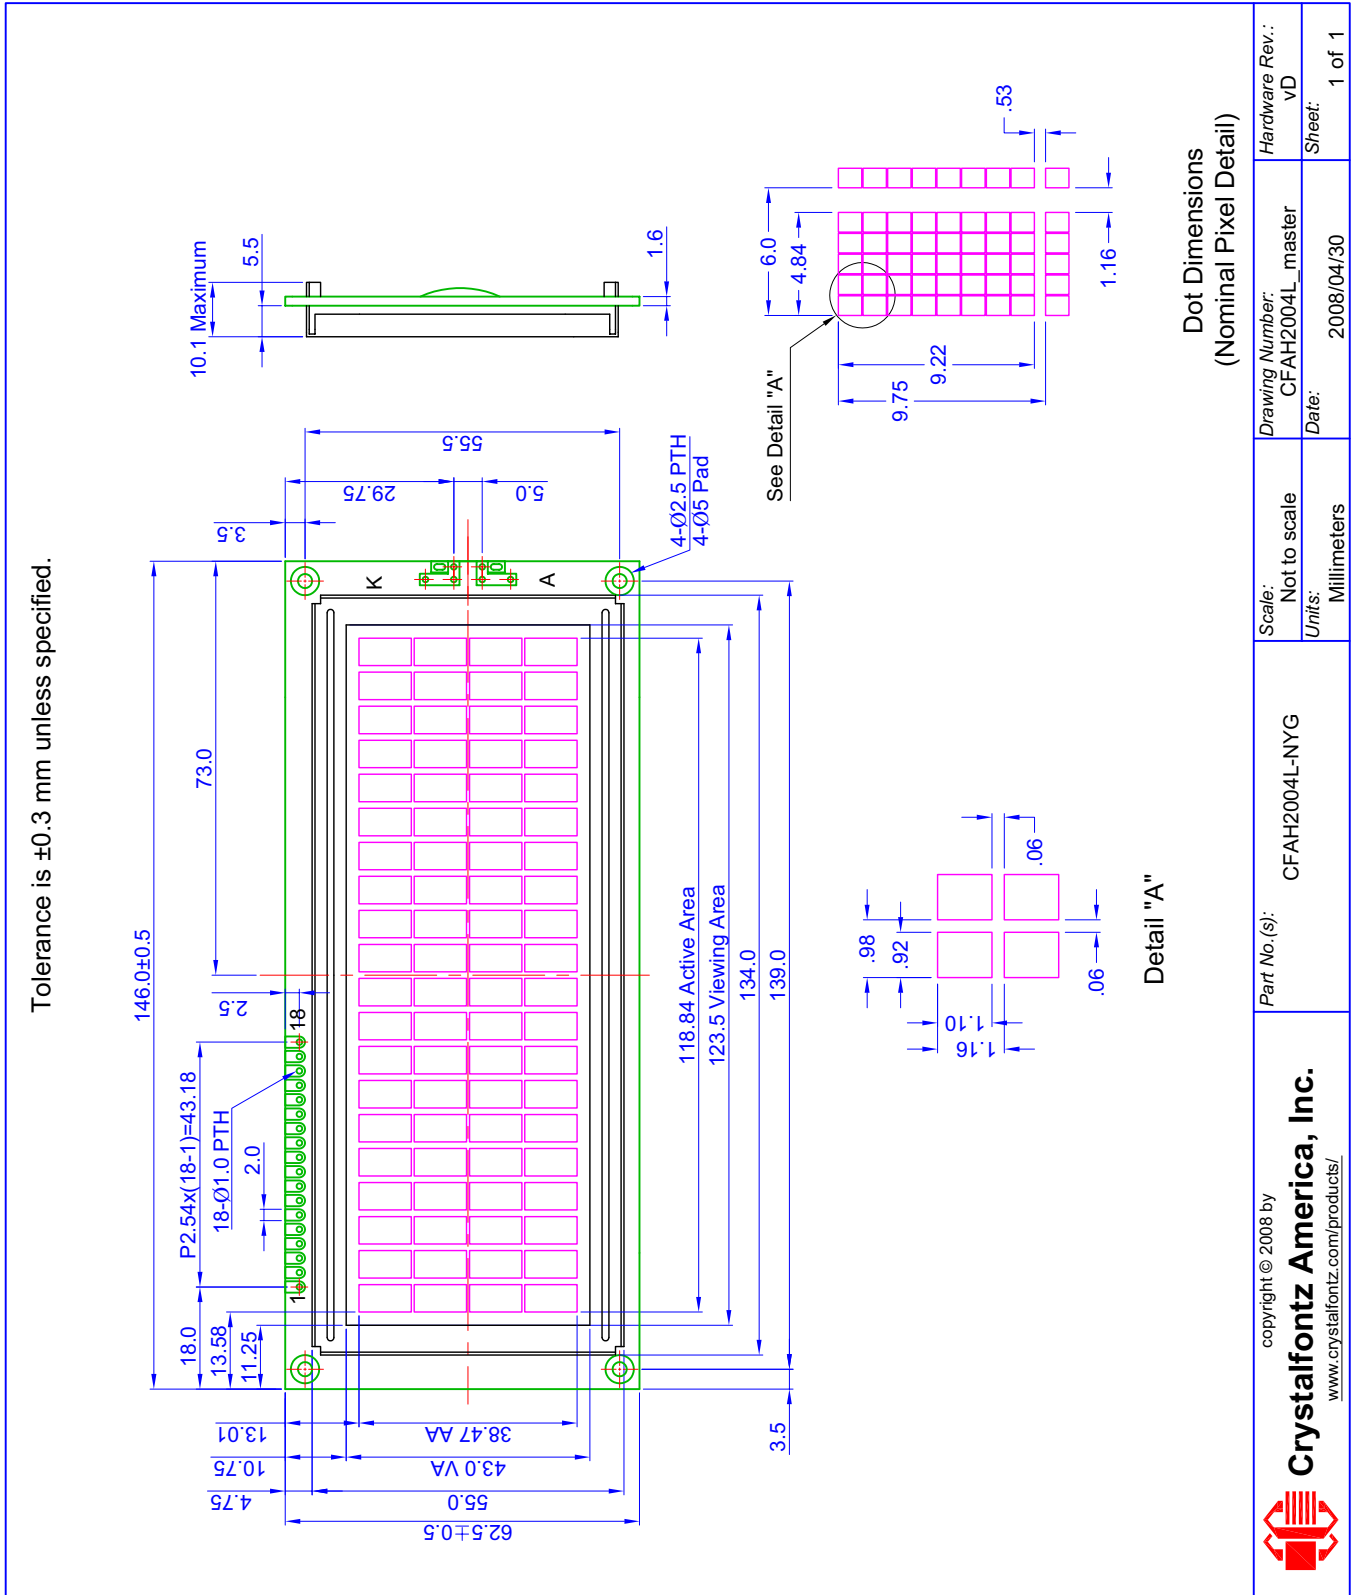 Tolerance is ±0.3 mm unless specified.
146.0±0.5
73.0
P2.54x(18-1)=43.18
18.0
2.5
18-Ø1.0 PTH
2.0
13.58
11.25
1
18
3.5
29.75
55.5
5.0
K
A
4-Ø2.5 PTH
4-Ø5 Pad
13.01
10.75
4.75
38.47 AA
43.0 VA
55.0
62.5±0.5
118.84 Active Area
123.5 Viewing Area
134.0
139.0
3.5
10.1 Maximum
5.5
1.6
See Detail "A"
6.0
4.84
.53
1.16
9.22
9.75
Dot Dimensions
(Nominal Pixel Detail)
.98
.92
.06
.06
1.10
1.16
Detail "A"
copyright © 2008 by
Crystalfontz America, Inc.
www.crystalfontz.com/products/
Part No.(s):
CFAH2004L-NYG
Scale:
Not to scale
Units:
Millimeters
Drawing Number:
CFAH2004L_master
Date:
2008/04/30
Hardware Rev.:
vD
Sheet:
1 of 1